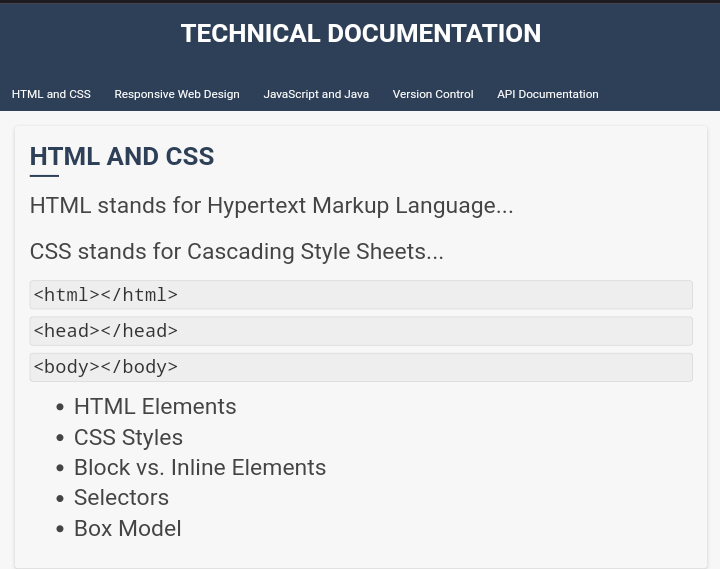 TECHNICAL DOCUMENTATION
HTML and CSS Responsive Web Design JavaScript and Java Version Control API Documentation
HTML AND CSS
HTML stands for Hypertext Markup Language...
CSS stands for Cascading Style Sheets...
<html></html>
<head></head>
<body></body>
• HTML Elements
• CSS Styles
• Block vs. Inline Elements
• Selectors
• Box Model